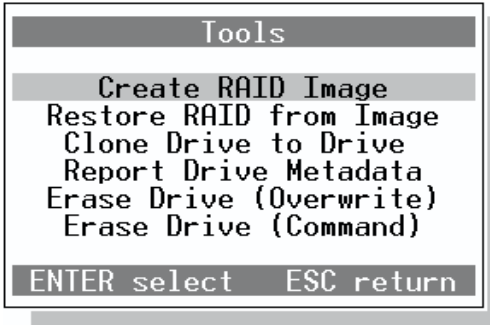 Tools
Create RAID Image
Restore RAID from Image
Clone Drive to Drive
Report Drive Metadata
Erase Drive (Overwrite)
Erase Drive (Command)
ENTER select ESC return